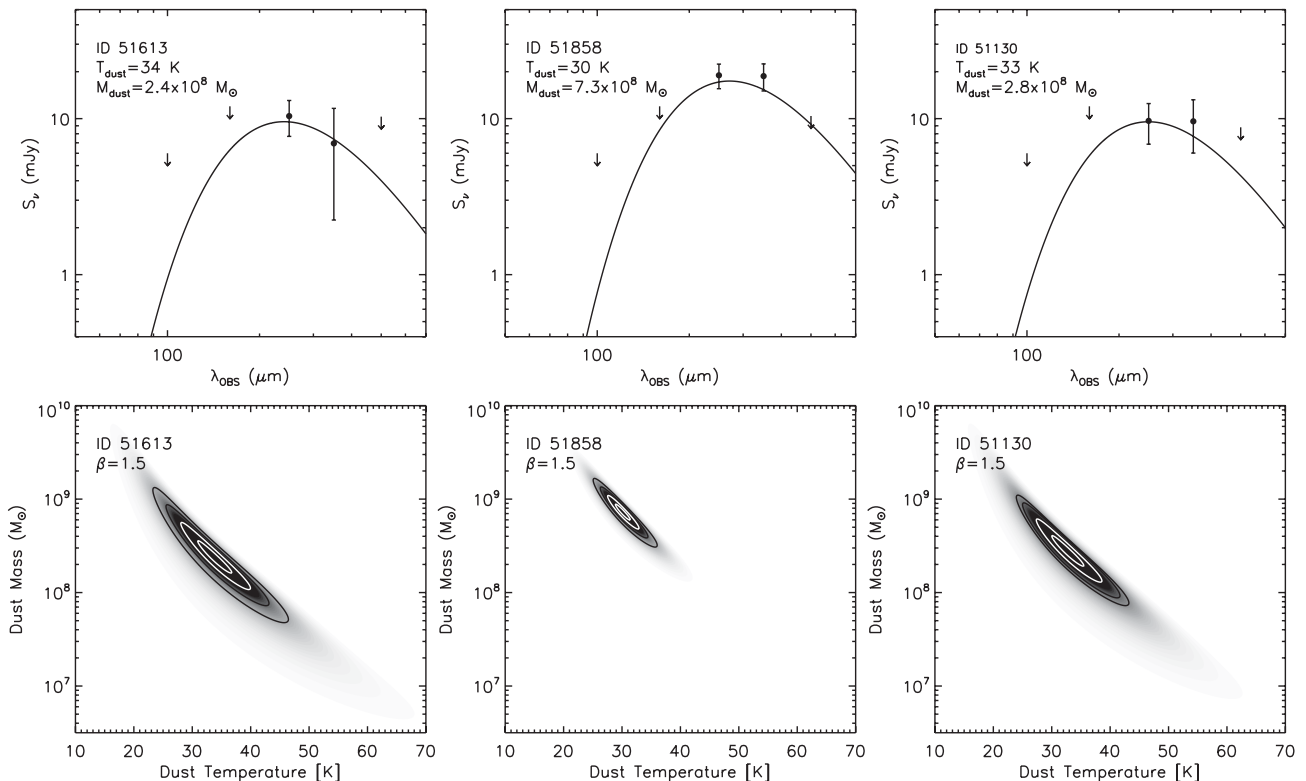 ID 51613
T_dust=34 K
M_dust=2.4x10^8 M_⊙
10
1
S_ν (mJy)
100
λ_OBS (μm)
ID 51858
T_dust=30 K
M_dust=7.3x10^8 M_⊙
10
1
S_ν (mJy)
100
λ_OBS (μm)
ID 51130
T_dust=33 K
M_dust=2.8x10^8 M_⊙
10
1
S_ν (mJy)
100
λ_OBS (μm)
ID 51613
β=1.5
10^10
10^9
10^8
10^7
Dust Mass (M_⊙)
10 20 30 40 50 60 70
Dust Temperature [K]
ID 51858
β=1.5
10^10
10^9
10^8
10^7
Dust Mass (M_⊙)
10 20 30 40 50 60 70
Dust Temperature [K]
ID 51130
β=1.5
10^10
10^9
10^8
10^7
Dust Mass (M_⊙)
10 20 30 40 50 60 70
Dust Temperature [K]